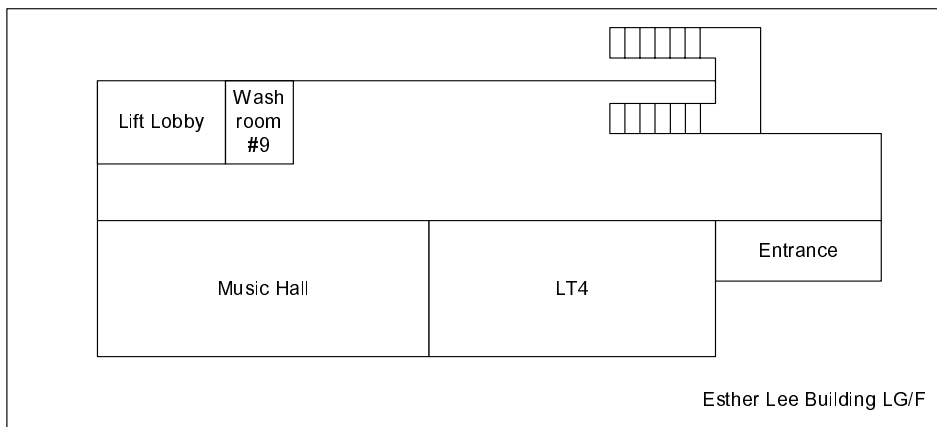 Lift Lobby
Wash
room
#9
Entrance
Music Hall
LT4
Esther Lee Building LG/F